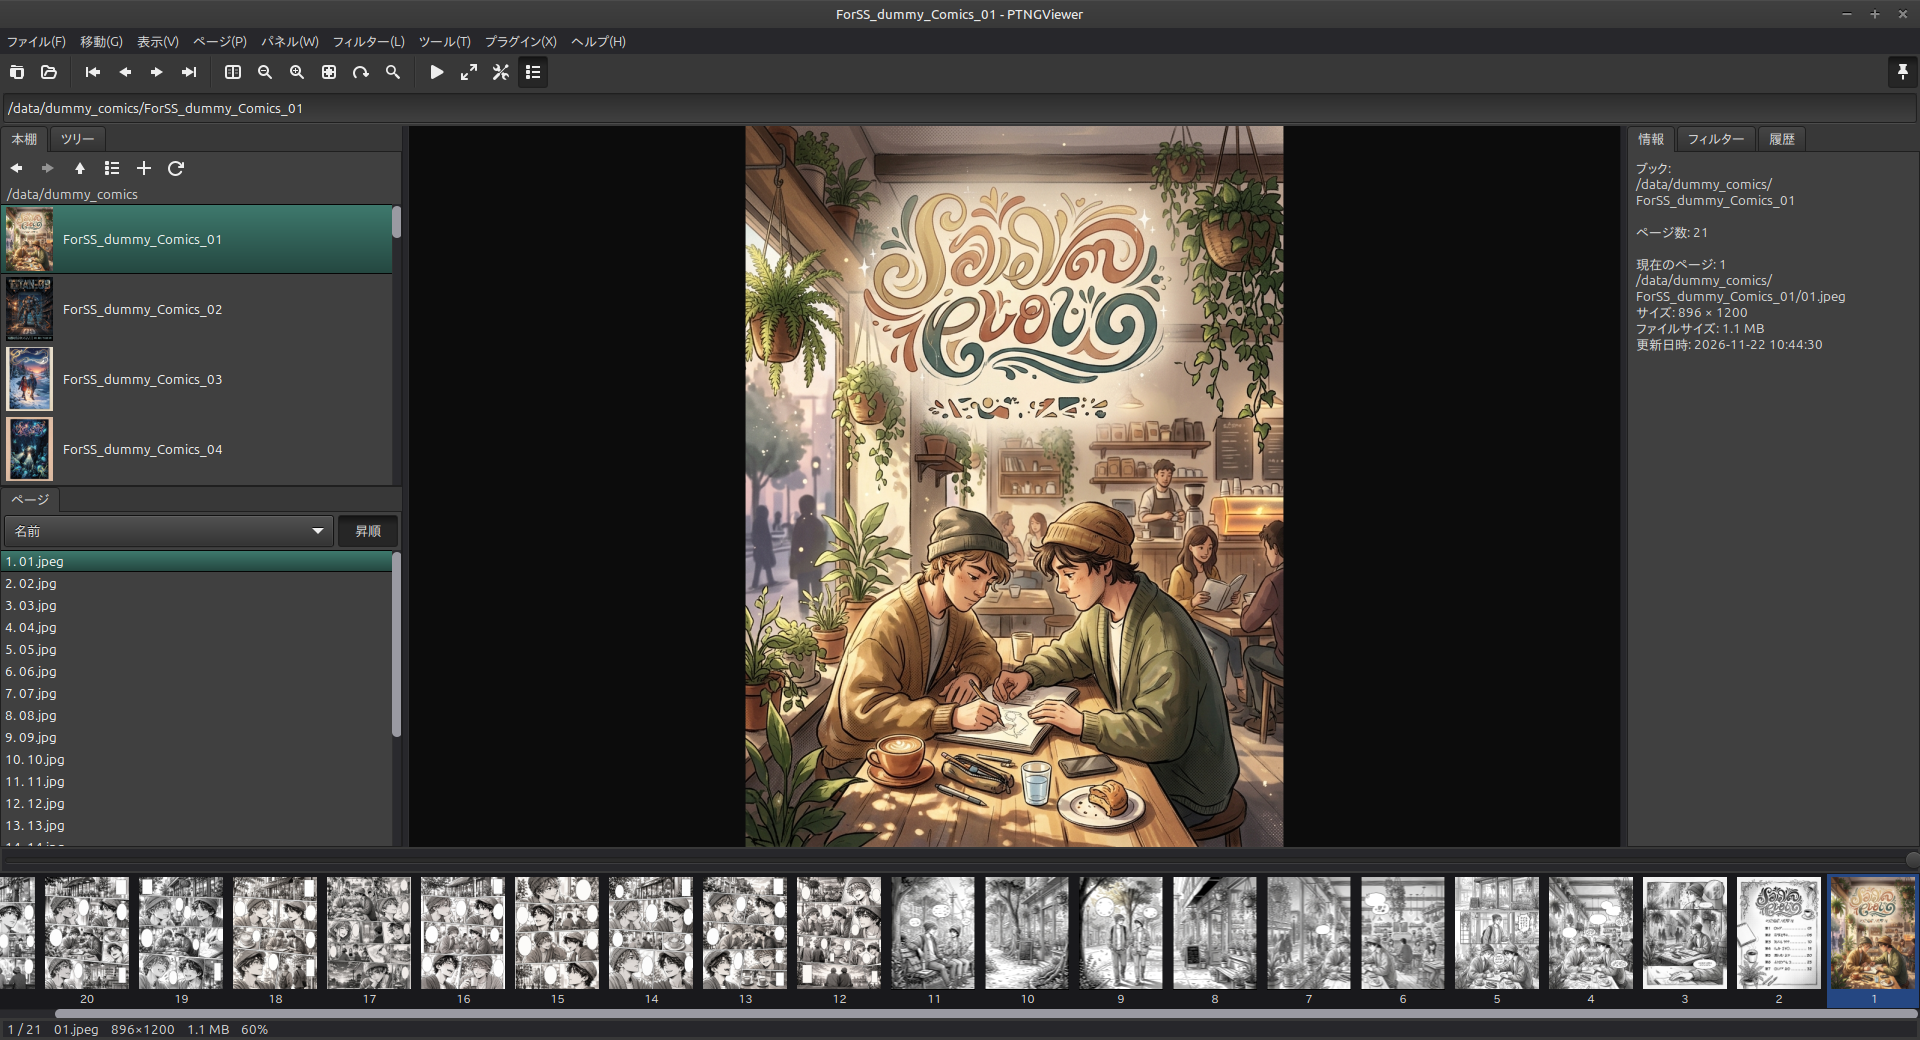 ForSS_dummy_Comics_01 - PTNGViewer
ファイル(F) 移動(G) 表示(V) ページ(P) パネル(W) フィルター(L) ツール(T) プラグイン(X) ヘルプ(H)
/data/dummy_comics/ForSS_dummy_Comics_01
本棚 ツリー
/data/dummy_comics
ForSS_dummy_Comics_01
ForSS_dummy_Comics_02
ForSS_dummy_Comics_03
ForSS_dummy_Comics_04
ページ
名前 昇順
1. 01.jpeg
2. 02.jpg
3. 03.jpg
4. 04.jpg
5. 05.jpg
6. 06.jpg
7. 07.jpg
8. 08.jpg
9. 09.jpg
10. 10.jpg
11. 11.jpg
12. 12.jpg
13. 13.jpg
情報 フィルター 履歴
ブック:
/data/dummy_comics/
ForSS_dummy_Comics_01
ページ数: 21
現在のページ: 1
/data/dummy_comics/
ForSS_dummy_Comics_01/01.jpeg
サイズ: 896 × 1200
ファイルサイズ: 1.1 MB
更新日時: 2026-11-22 10:44:30
20 19 18 17 16 15 14 13 12 11 10 9 8 7 6 5 4 3 2 1
1 / 21 01.jpeg 896×1200 1.1 MB 60%